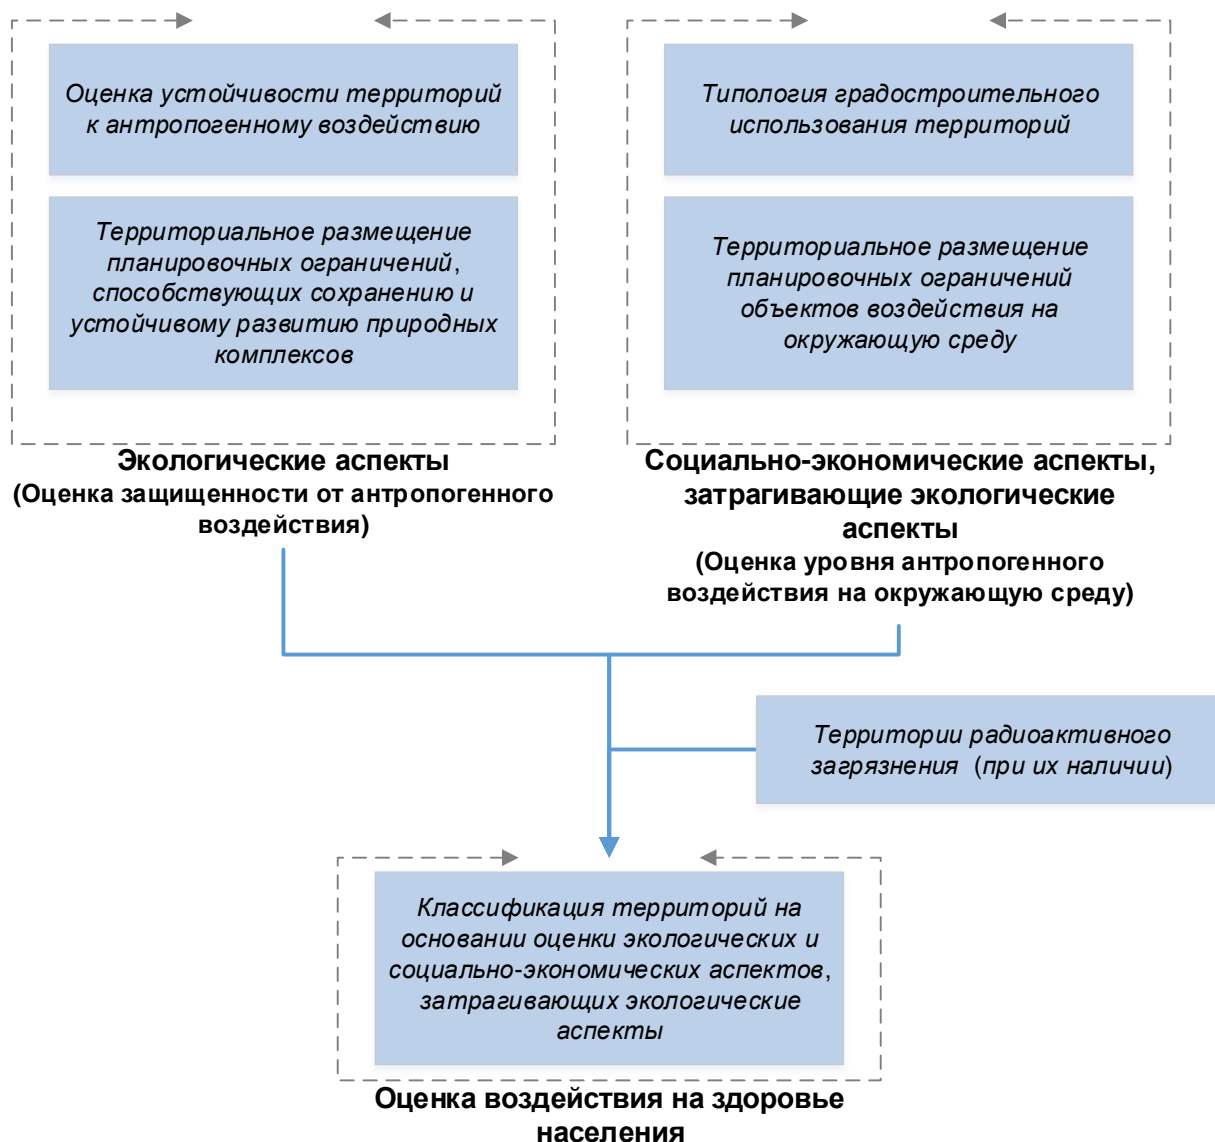 Оценка устойчивости территорий
к антропогенному воздействию
Территориальное размещение
планировочных ограничений,
способствующих сохранению и
устойчивому развитию природных
комплексов
Экологические аспекты
(Оценка защищенности от антропогенного
воздействия)
Типология градостроительного
использования территорий
Территориальное размещение
планировочных ограничений
объектов воздействия на
окружающую среду
Социально-экономические аспекты,
затрагивающие экологические
аспекты
(Оценка уровня антропогенного
воздействия на окружающую среду)
Территории радиоактивного
загрязнения (при их наличии)
Классификация территорий на
основании оценки экологических и
социально-экономических аспектов,
затрагивающих экологические
аспекты
Оценка воздействия на здоровье
населения